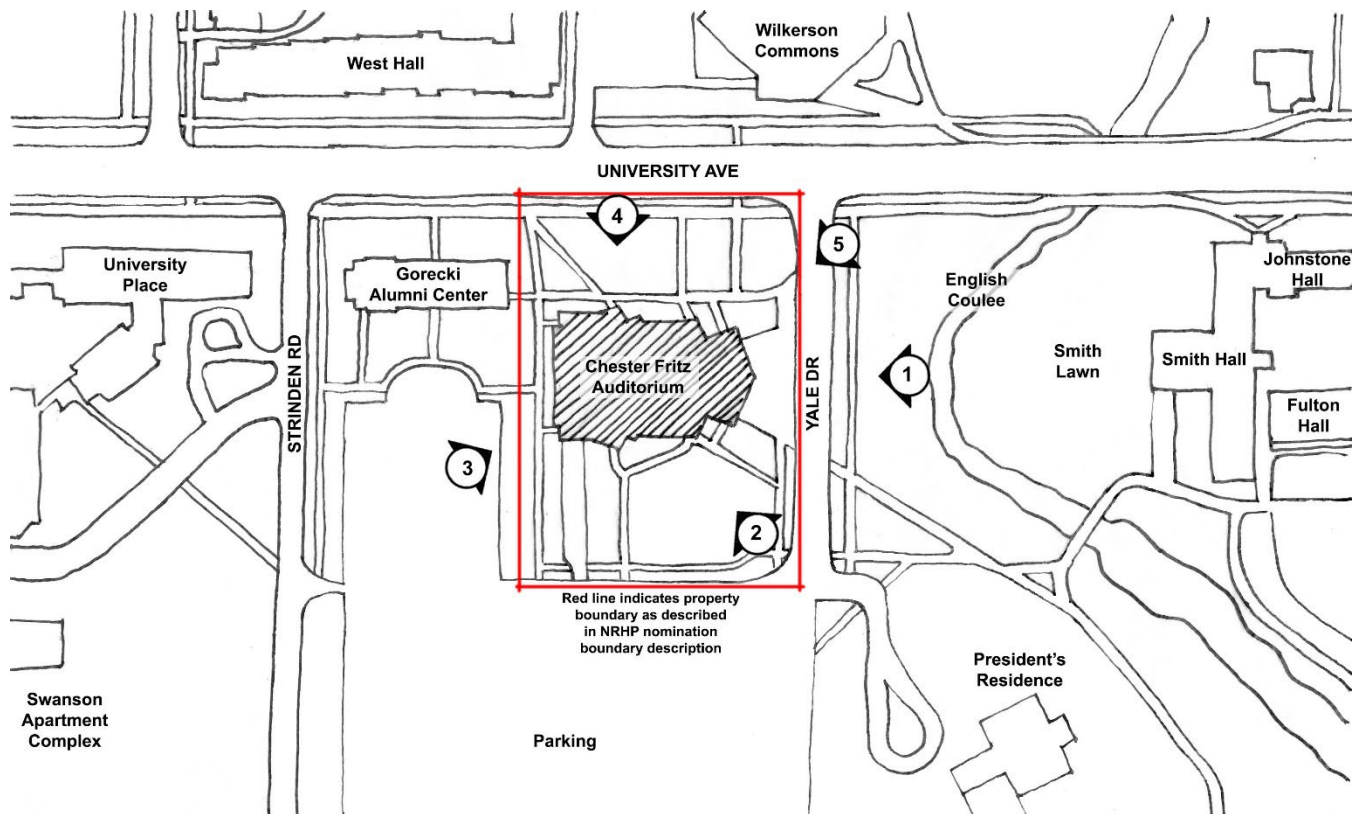 West Hall
Wilkerson
Commons
UNIVERSITY AVE
4
5
University
Place
Gorecki
Alumni Center
English
Coulee
Johnstone
Hall
STRINDEN RD
Chester Fritz
Auditorium
YALE DR
1
Smith
Lawn
Smith Hall
Fulton
Hall
3
2
Red line indicates property
boundary as described
in NRHP nomination
boundary description
President's
Residence
Swanson
Apartment
Complex
Parking